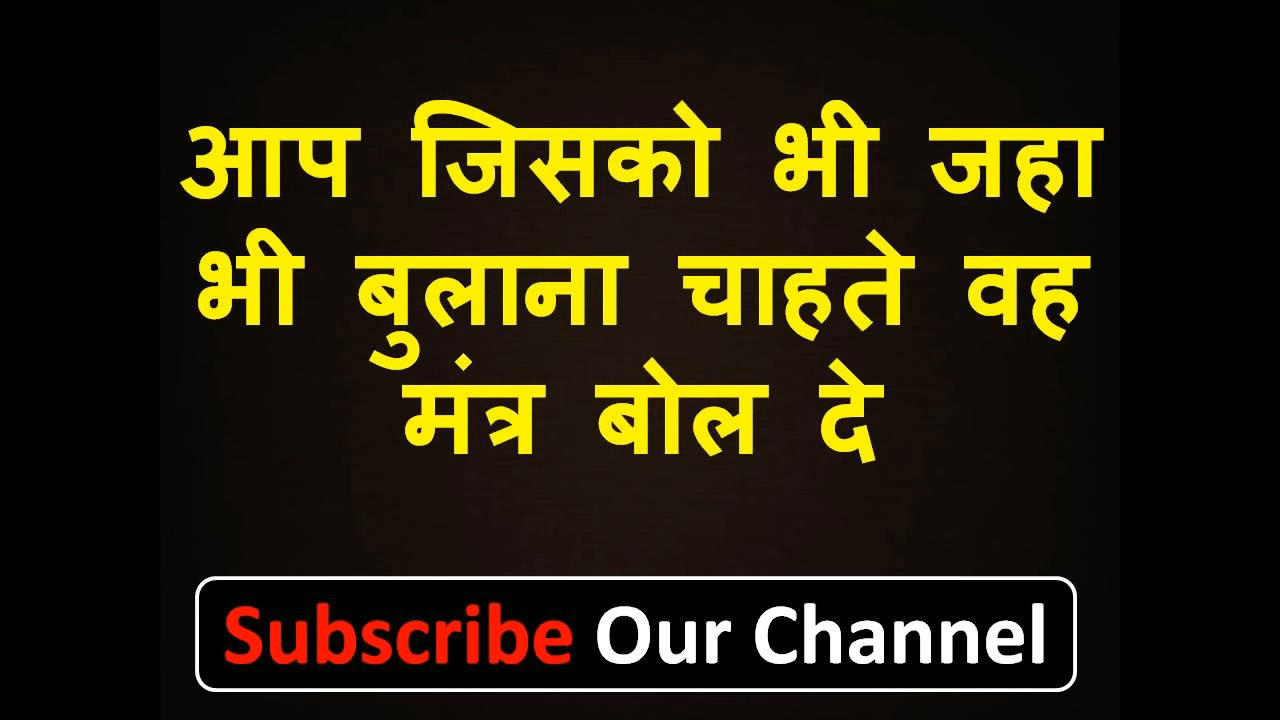 आप जिसको भी जहा
भी बुलाना चाहते वह
मंत्र बोल दे
Subscribe Our Channel